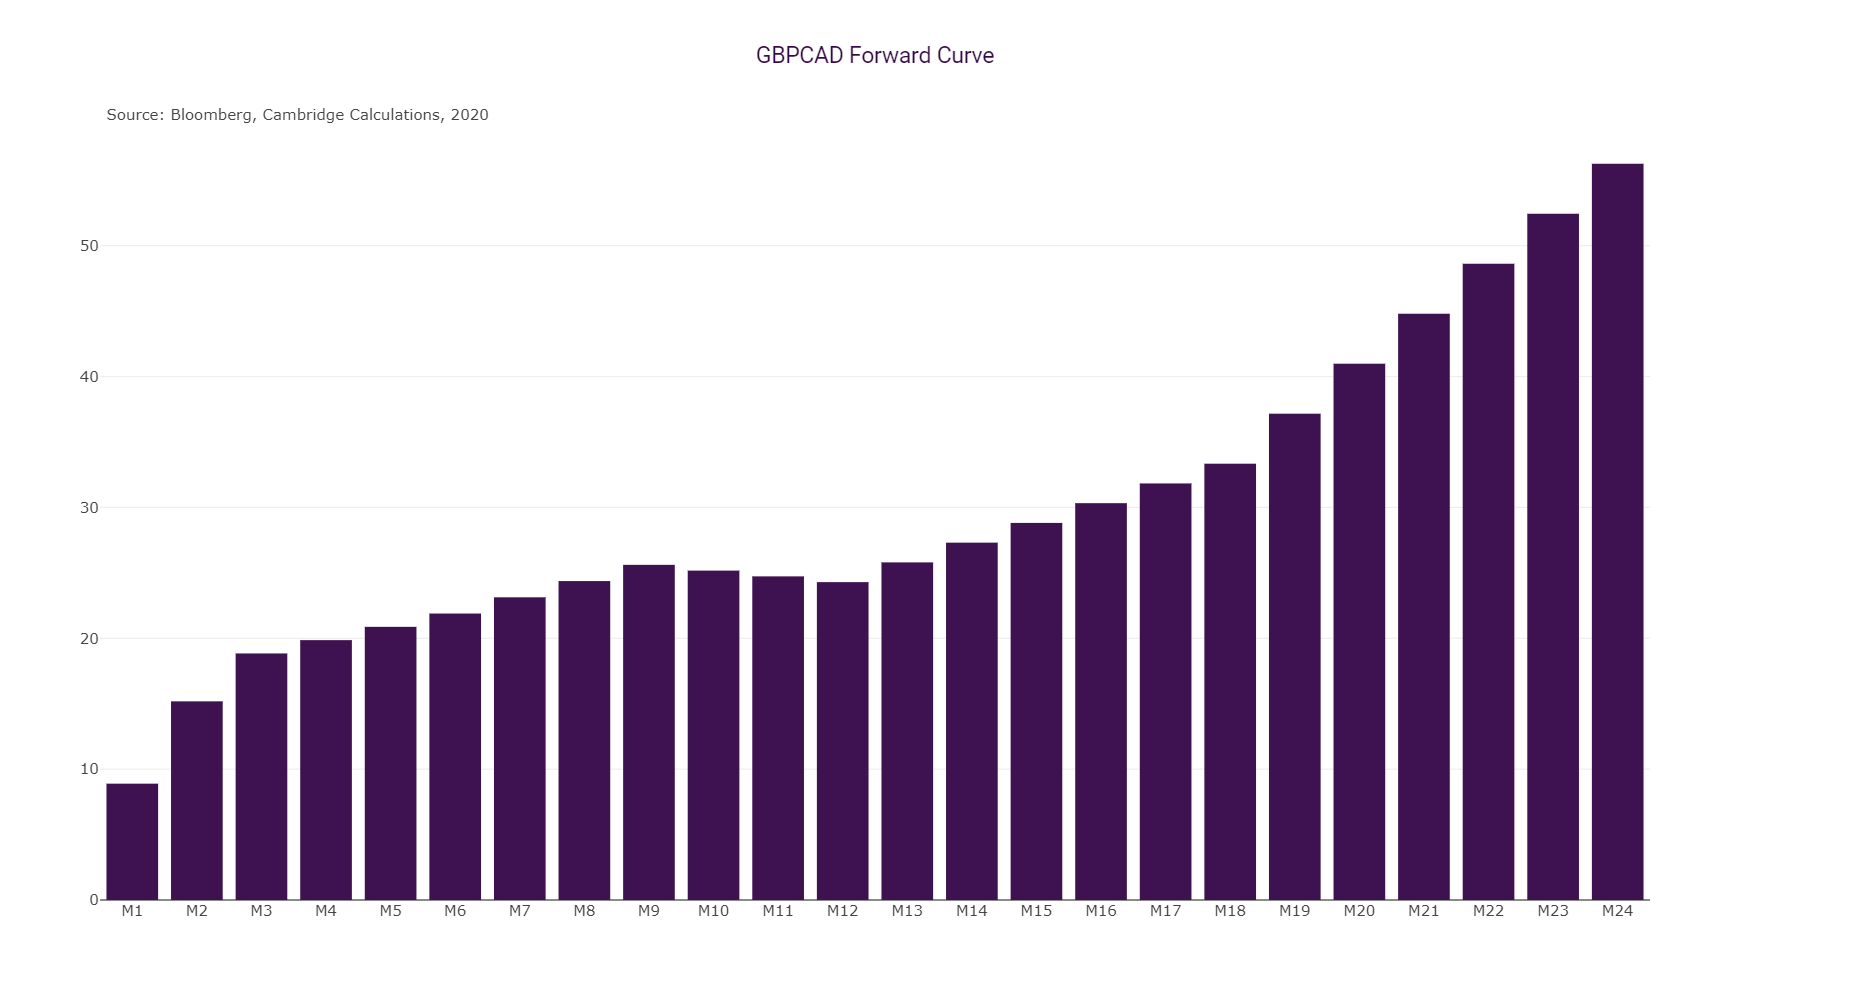 GBPCAD Forward Curve
Source: Bloomberg, Cambridge Calculations, 2020
50
40
30
20
10
0
M1 M2 M3 M4 M5 M6 M7 M8 M9 M10 M11 M12 M13 M14 M15 M16 M17 M18 M19 M20 M21 M22 M23 M24